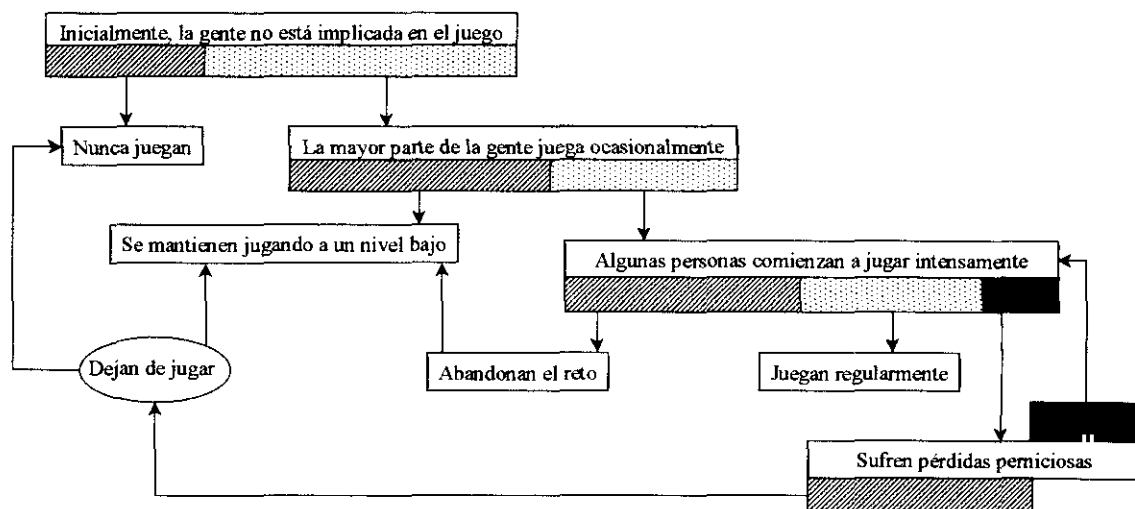 Inicialmente, la gente no está implicada en el juego
Nunca juegan
La mayor parte de la gente juega ocasionalmente
Se mantienen jugando a un nivel bajo
Algunas personas comienzan a jugar intensamente
Dejan de jugar
Abandonan el reto
Juegan regularmente
Sufren pérdidas perniciosas